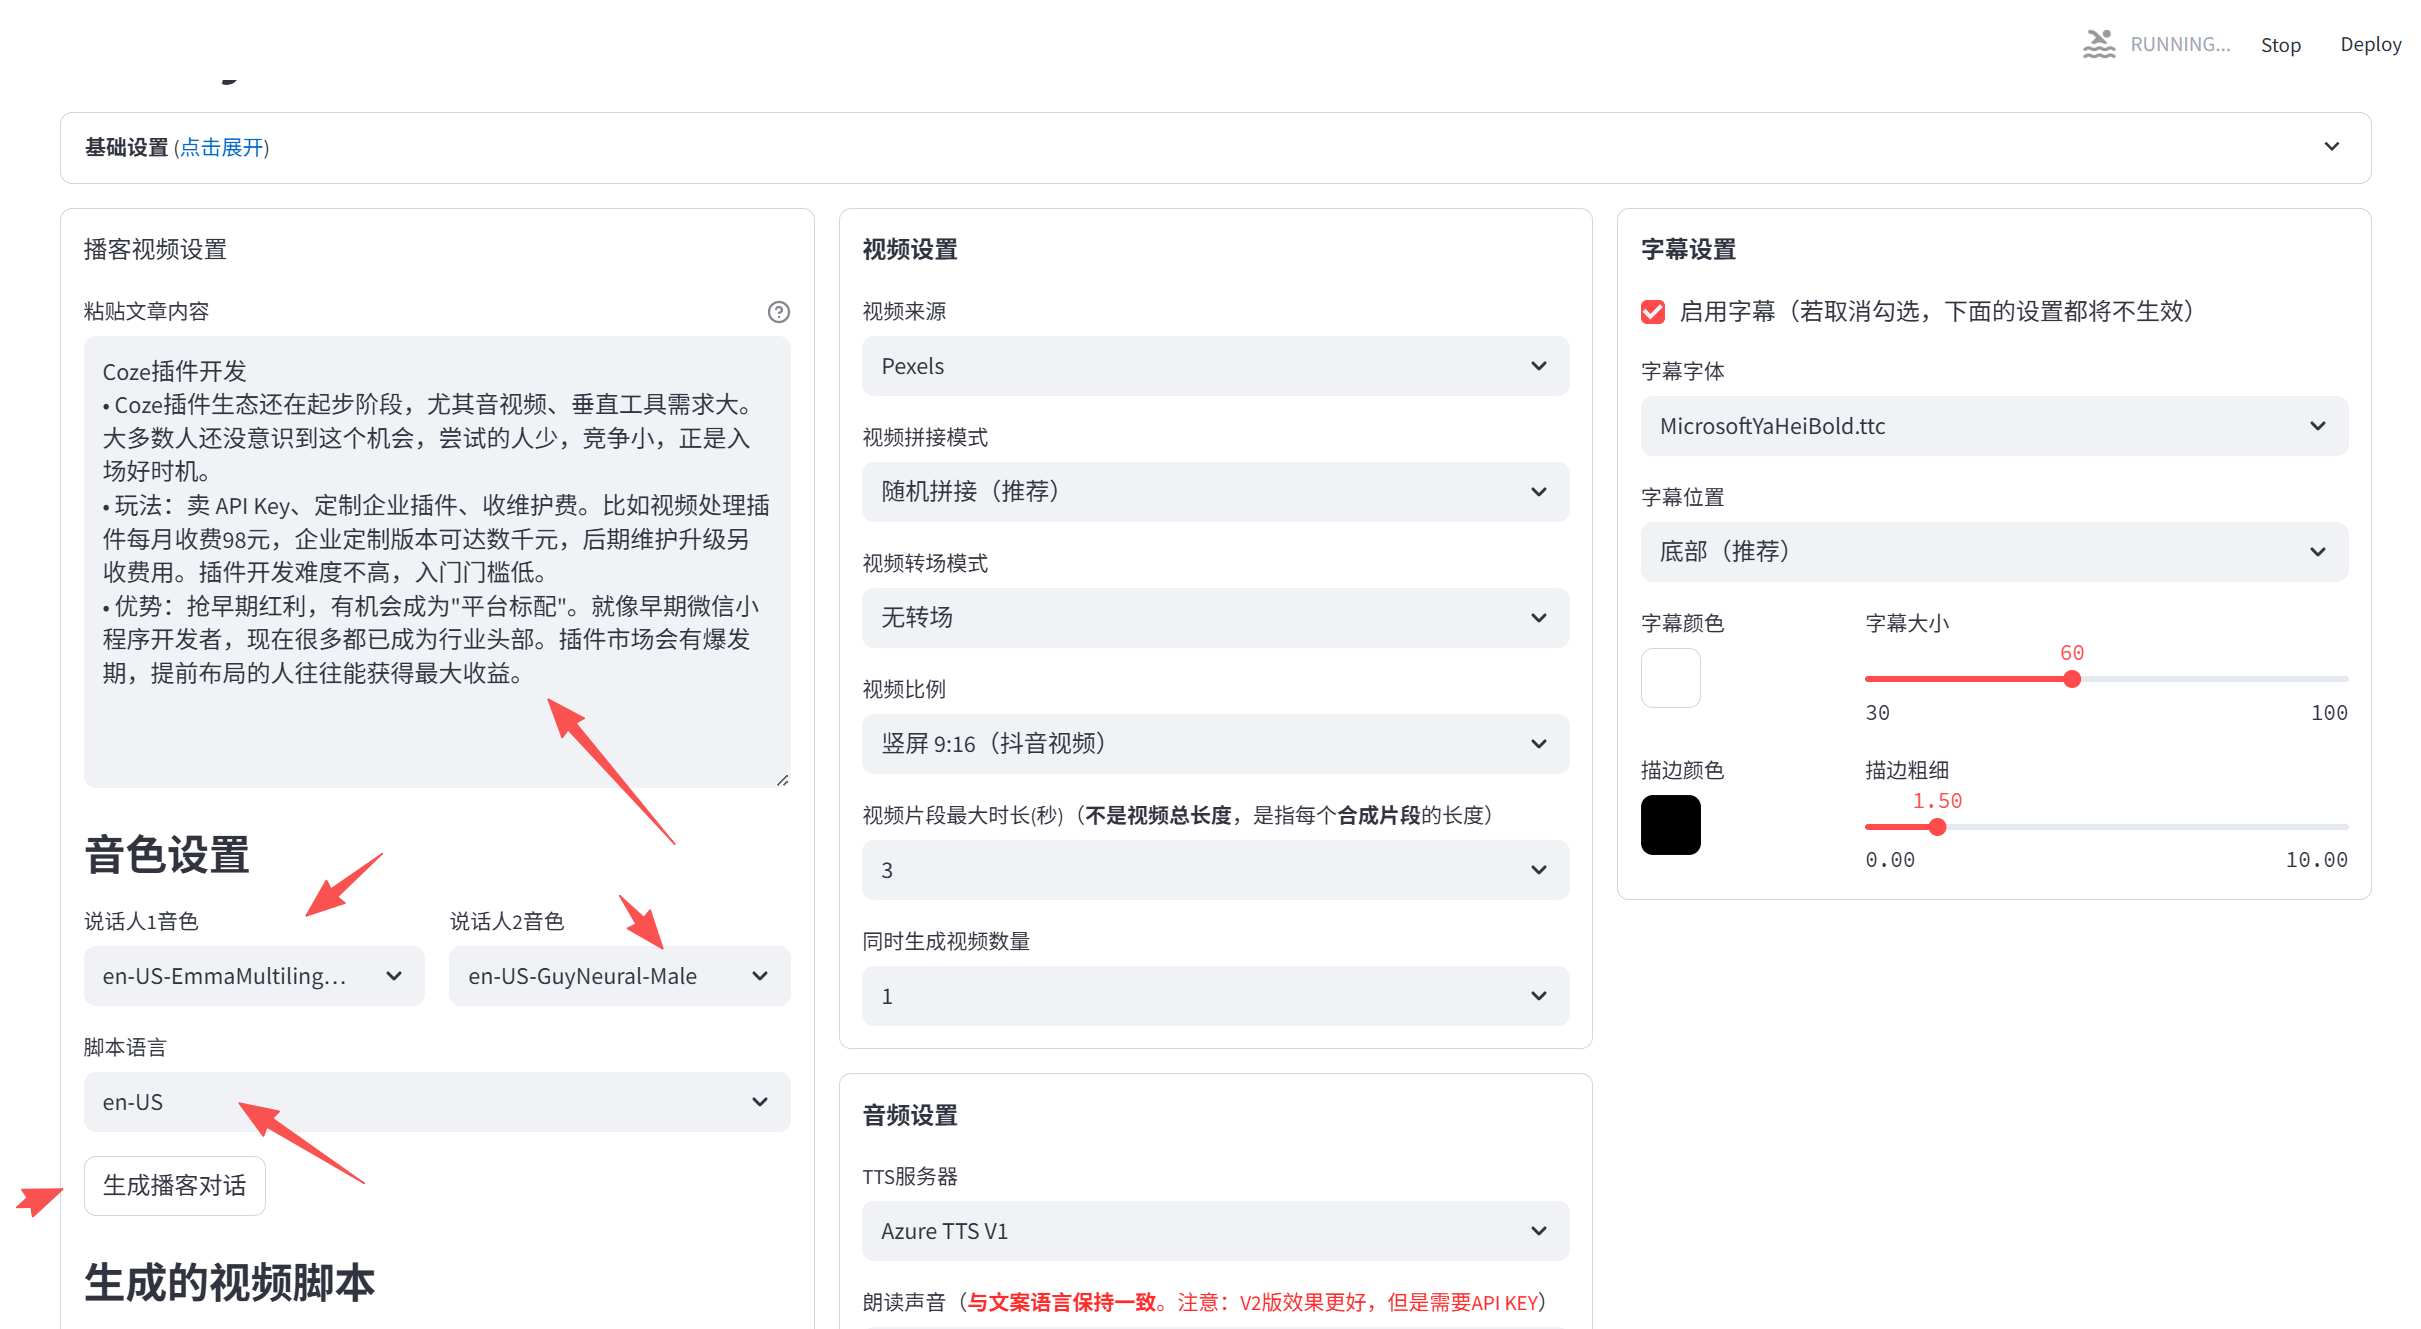 RUNNING...
Stop
Deploy
基础设置 (点击展开)
播客视频设置
粘贴文章内容
Coze插件开发
• Coze插件生态还在起步阶段，尤其音视频、垂直工具需求大。
大多数人还没意识到这个机会，尝试的人少，竞争小，正是入
场好时机。
• 玩法：卖 API Key、定制企业插件、收维护费。比如视频处理插
件每月收费98元，企业定制版本可达数千元，后期维护升级另
收费用。插件开发难度不高，入门门槛低。
• 优势：抢早期红利，有机会成为"平台标配"。就像早期微信小
程序开发者，现在很多都已成为行业头部。插件市场会有爆发
期，提前布局的人往往能获得最大收益。
音色设置
说话人1音色
说话人2音色
en-US-EmmaMultiling...
en-US-GuyNeural-Male
脚本语言
en-US
生成播客对话
生成的视频脚本
视频设置
视频来源
Pexels
视频拼接模式
随机拼接（推荐）
视频转场模式
无转场
视频比例
竖屏 9:16（抖音视频）
视频片段最大时长(秒)（不是视频总长度，是指每个合成片段的长度）
3
同时生成视频数量
1
音频设置
TTS服务器
Azure TTS V1
朗读声音（与文案语言保持一致。注意：V2版效果更好，但是需要API KEY）
字幕设置
启用字幕（若取消勾选，下面的设置都将不生效）
字幕字体
MicrosoftYaHeiBold.ttc
字幕位置
底部（推荐）
字幕颜色
字幕大小
60
30
100
描边颜色
描边粗细
1.50
0.00
10.00